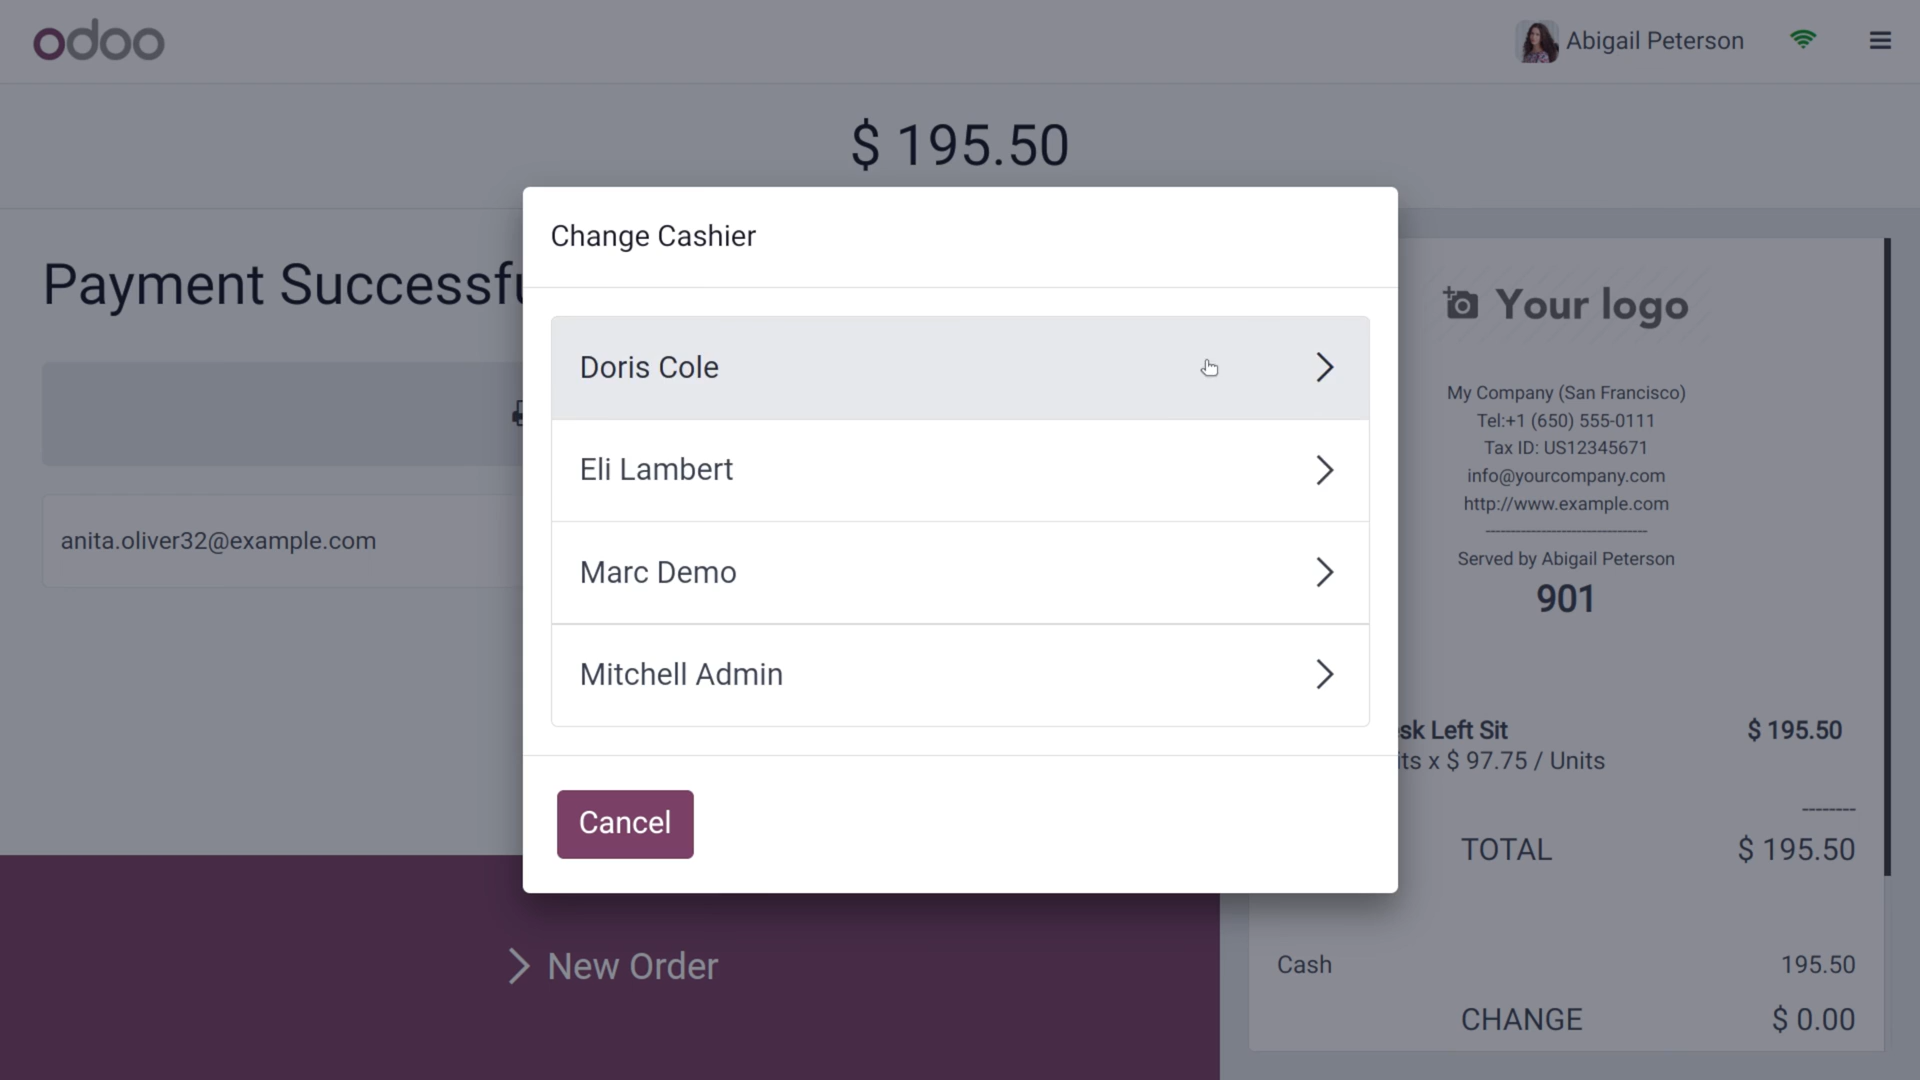 odoo
Abigail Peterson
$ 195.50
Payment Successfu
anita.oliver32@example.com
New Order
Change Cashier
Doris Cole
Eli Lambert
Marc Demo
Mitchell Admin
Cancel
Your logo
My Company (San Francisco)
Tel:+1 (650) 555-0111
Tax ID: US12345671
info@yourcompany.com
http://www.example.com
--------------------------------
Served by Abigail Peterson
901
sk Left Sit $ 195.50
its x $ 97.75 / Units
--------
TOTAL $ 195.50
Cash 195.50
CHANGE $ 0.00